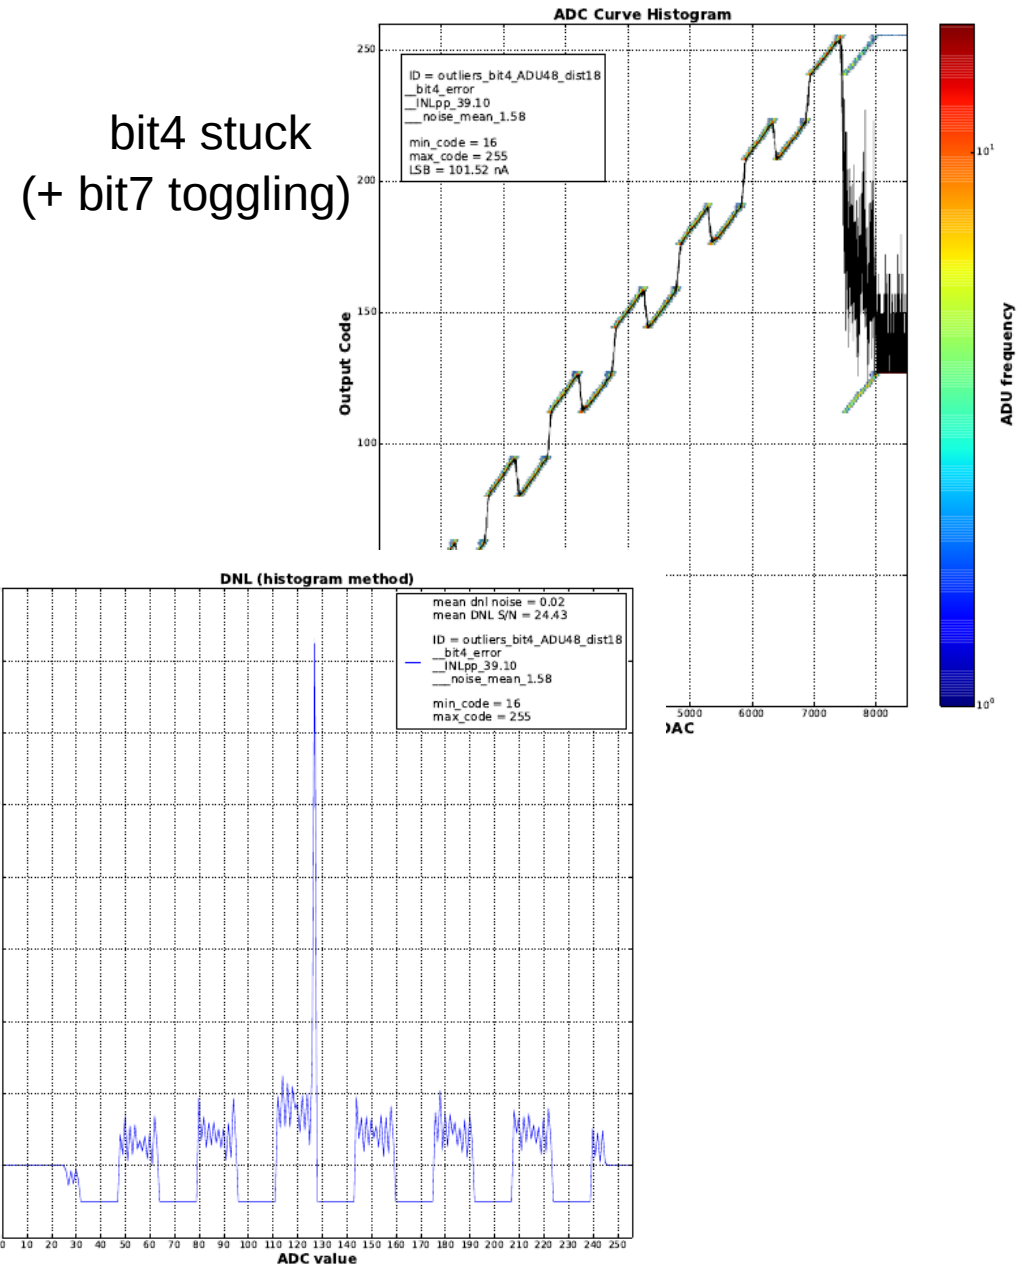 ADC Curve Histogram
bit4 stuck
(+ bit7 toggling)
ID = outliers_bit4_ADU48_dist18
__bit4_error
__INLpp_39.10
___noise_mean_1.58
min_code = 16
max_code = 255
LSB = 101.52 nA
250
200
150
100
Output Code
10¹
10⁰
ADU frequency
5000 6000 7000 8000
DAC
DNL (histogram method)
mean dnl noise = 0.02
mean DNL S/N = 24.43
ID = outliers_bit4_ADU48_dist18
__bit4_error
__INLpp_39.10
___noise_mean_1.58
min_code = 16
max_code = 255
0 10 20 30 40 50 60 70 80 90 100 110 120 130 140 150 160 170 180 190 200 210 220 230 240 250
ADC value